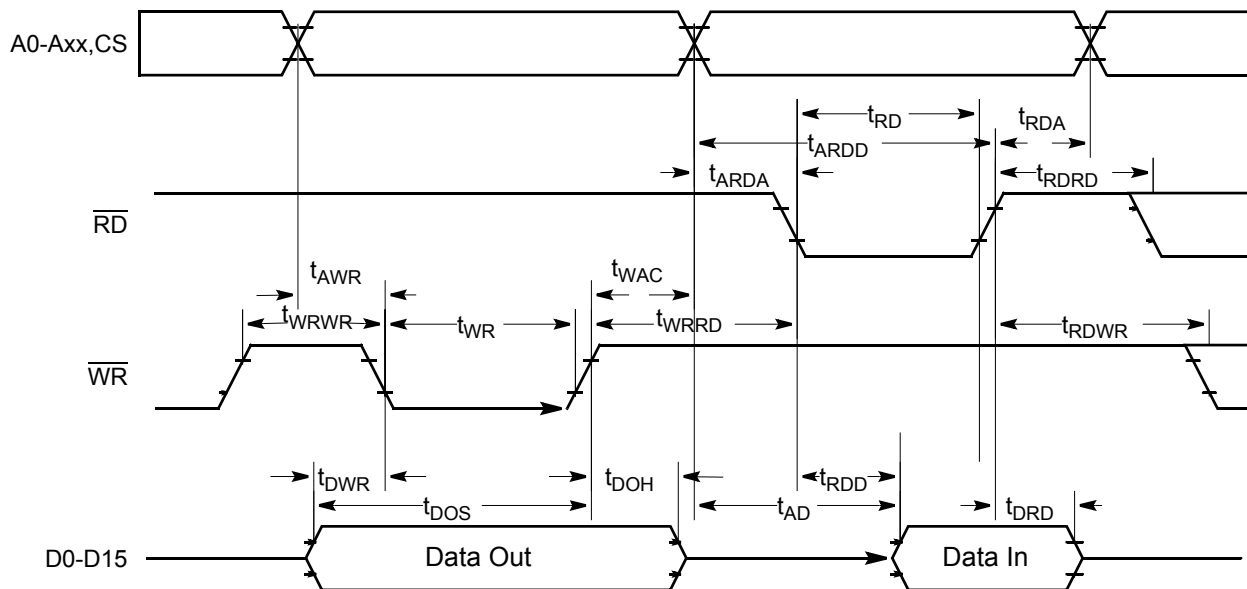 A0-Axx,CS
tRD
tRDA
tARDD
tARDA
tRDRD
RD
tAWR
tWAC
tWRWR
tWR
tWRRD
tRDWR
WR
tDWR
tDOH
tRDD
tDOS
tAD
tDRD
D0-D15
Data Out
Data In